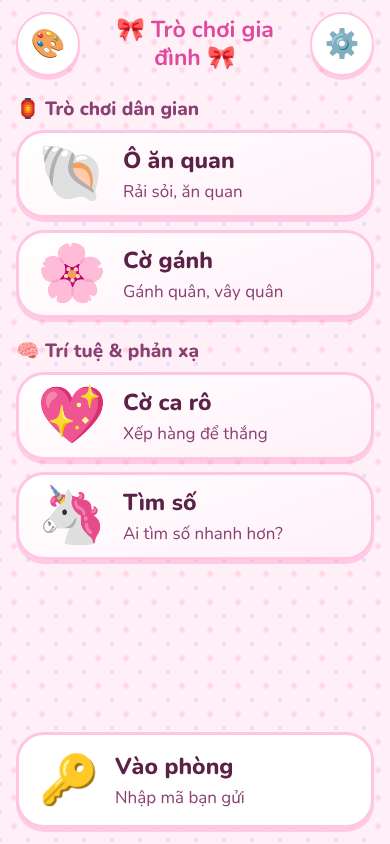 🎀 Trò chơi gia
đình 🎀
🏮 Trò chơi dân gian
Ô ăn quan
Rải sỏi, ăn quan
Cờ gánh
Gánh quân, vây quân
🧠 Trí tuệ & phản xạ
Cờ ca rô
Xếp hàng để thắng
Tìm số
Ai tìm số nhanh hơn?
Vào phòng
Nhập mã bạn gửi